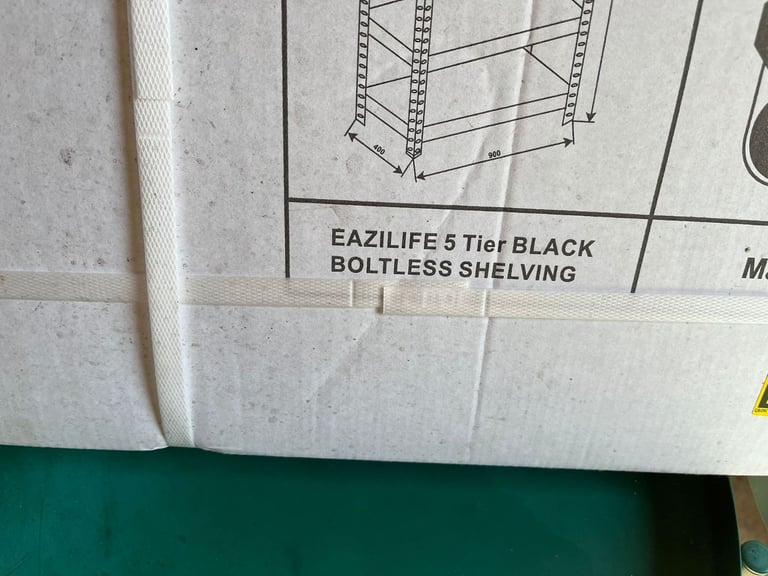 400
900
EAZILIFE 5 Tier BLACK
BOLTLESS SHELVING